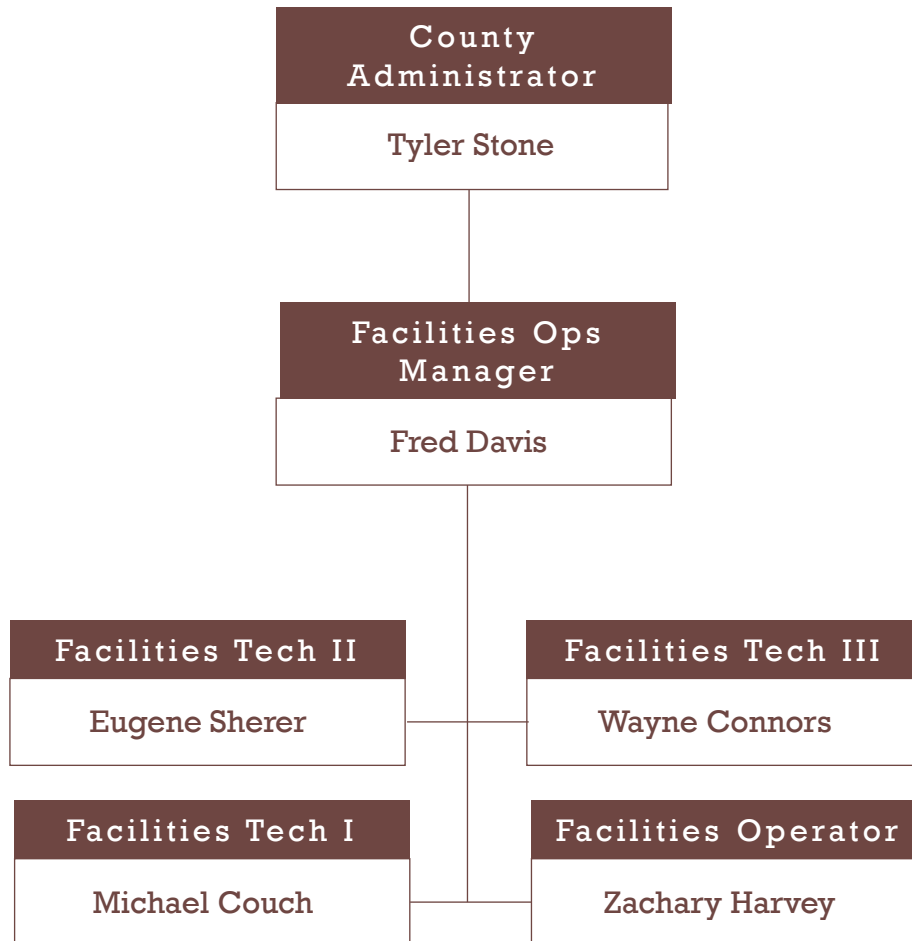 County
Administrator
Tyler Stone
Facilities Ops
Manager
Fred Davis
Facilities Tech II
Eugene Sherer
Facilities Tech III
Wayne Connors
Facilities Tech I
Michael Couch
Facilities Operator
Zachary Harvey